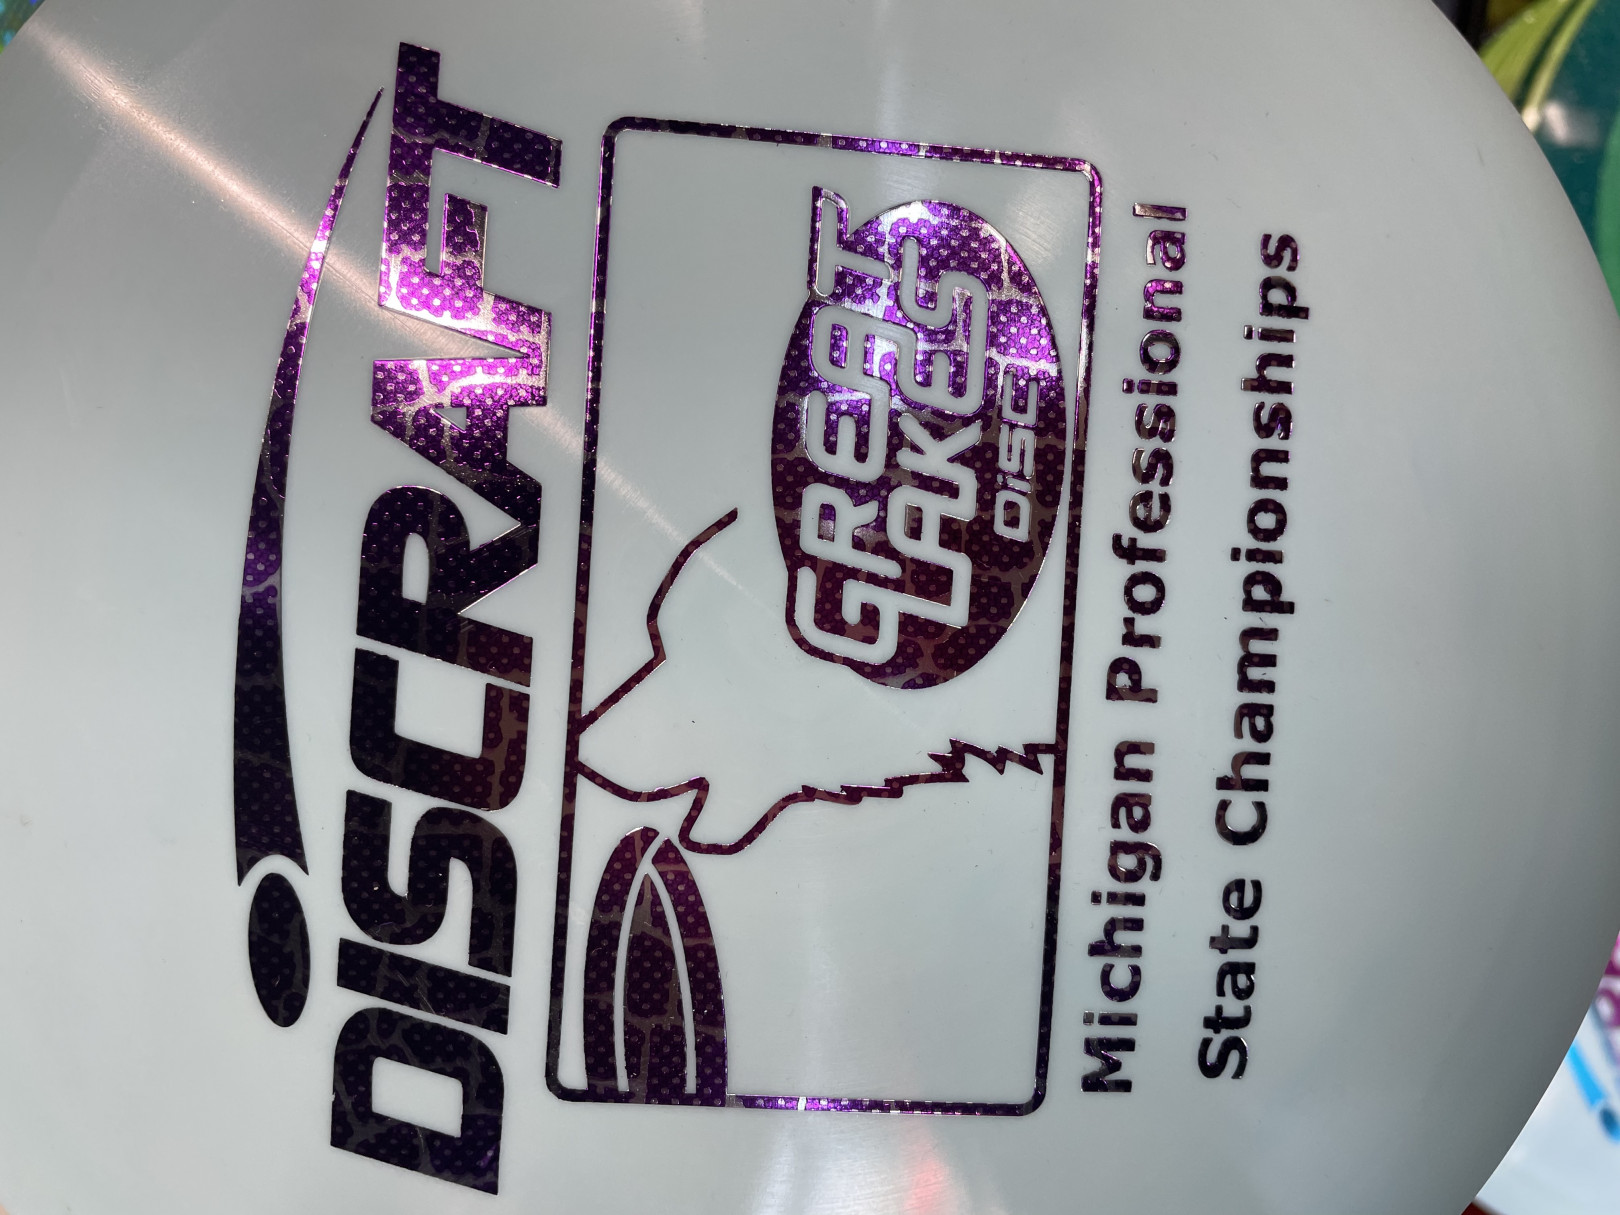 DISCRAFT
GREAT
LAKES
DISC
Michigan Professional
State Championships